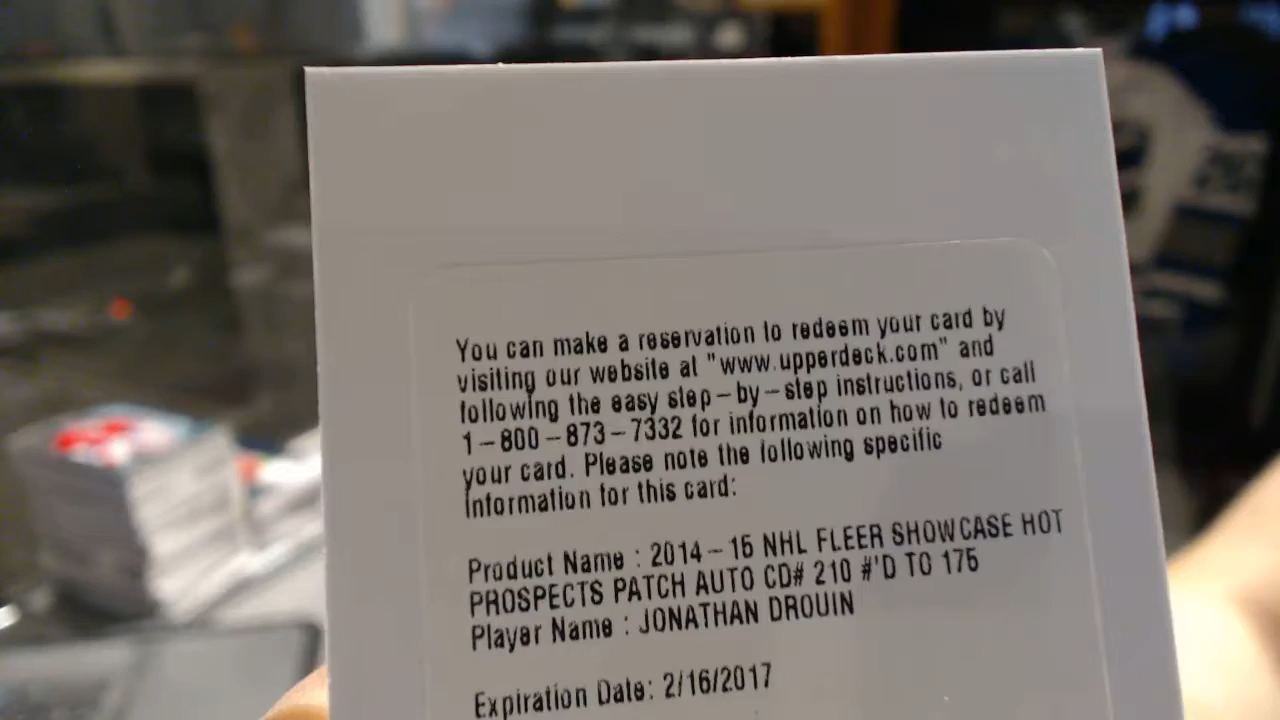 You can make a reservation to redeem your card by
visiting our website at "www.upperdeck.com" and
following the easy step-by-step instructions, or call
1-800-873-7332 for information on how to redeem
your card. Please note the following specific
information for this card:
Product Name : 2014-15 NHL FLEER SHOWCASE HOT
PROSPECTS PATCH AUTO CD# 210 #'D TO 175
Player Name : JONATHAN DROUIN
Expiration Date: 2/16/2017